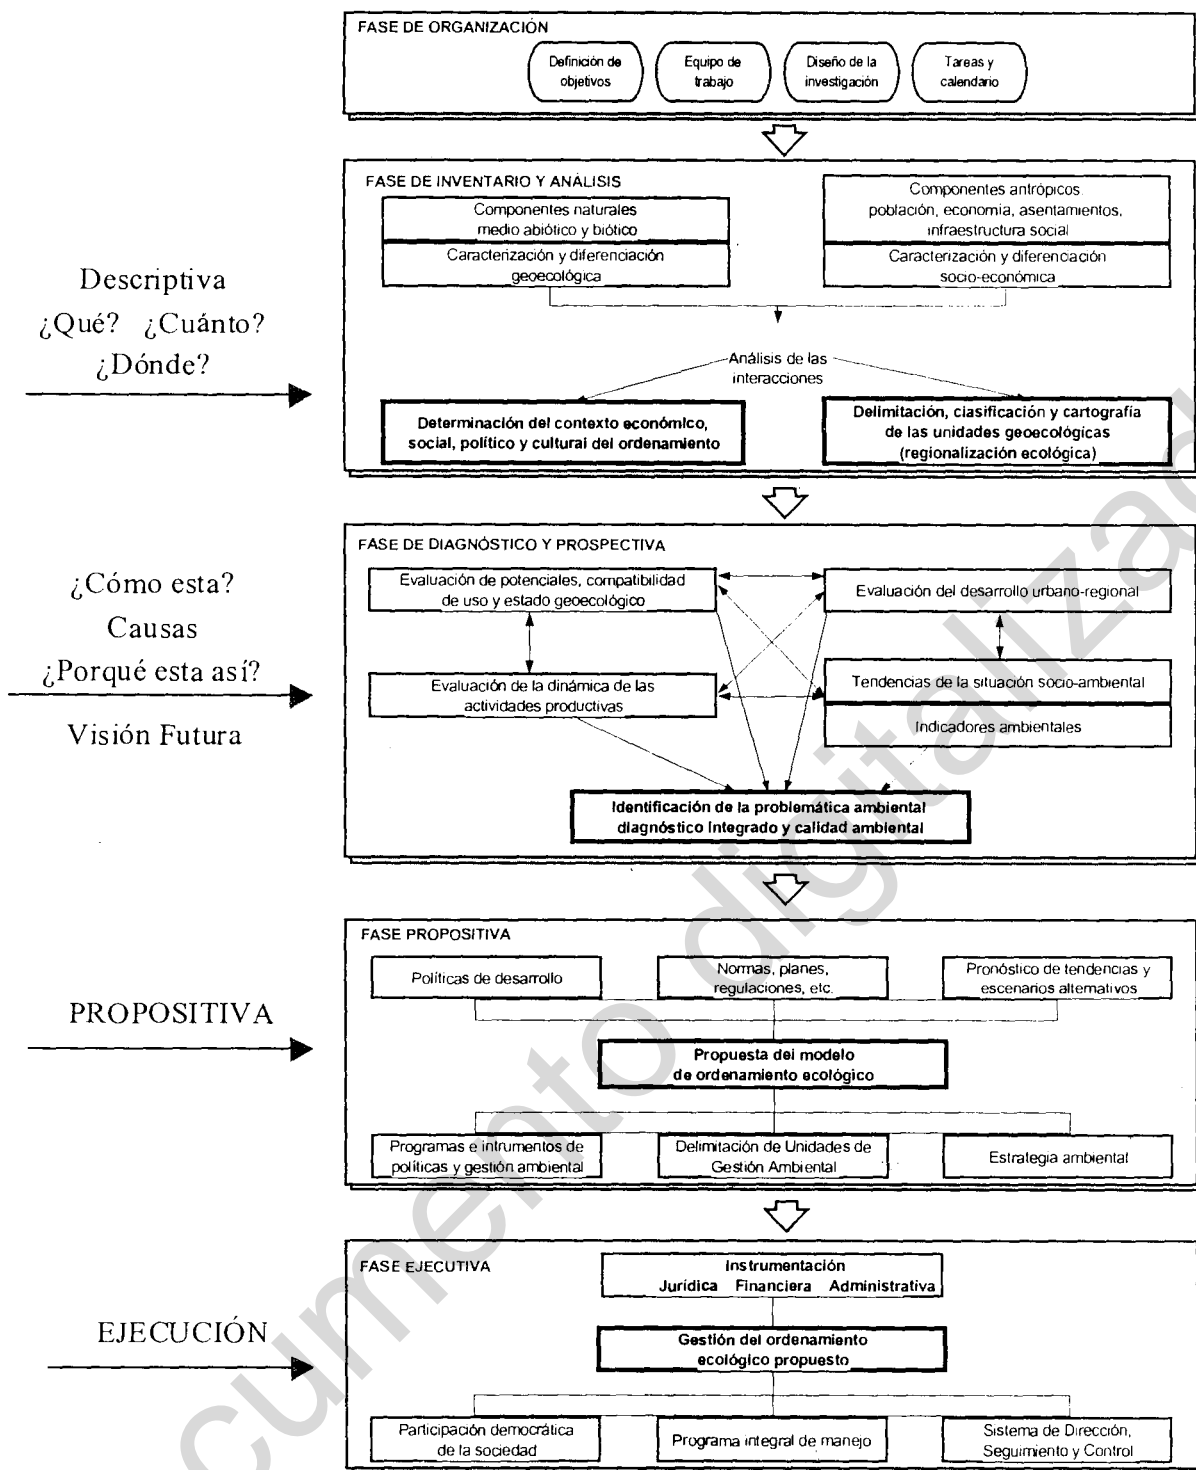 FASE DE ORGANIZACIÓN
Definición de
objetivos
Equipo de
trabajo
Diseño de la
investigación
Tareas y
calendario
FASE DE INVENTARIO Y ANÁLISIS
Componentes naturales
medio abiótico y biótico
Caracterización y diferenciación
geoecológica
Componentes antrópicos
población, economía, asentamientos,
infraestructura social
Caracterización y diferenciación
socio-económica
Descriptiva
¿Qué? ¿Cuánto?
¿Dónde?
Análisis de las
interacciones
Determinación del contexto económico,
social, político y cultural del ordenamiento
Delimitación, clasificación y cartografía
de las unidades geoecológicas
(regionalización ecológica)
FASE DE DIAGNÓSTICO Y PROSPECTIVA
¿Cómo esta?
Causas
¿Porqué esta así?
Visión Futura
Evaluación de potenciales, compatibilidad
de uso y estado geoecológico
Evaluación del desarrollo urbano-regional
Evaluación de la dinámica de las
actividades productivas
Tendencias de la situación socio-ambiental
Indicadores ambientales
Identificación de la problemática ambiental
diagnóstico integrado y calidad ambiental
FASE PROPOSITIVA
Políticas de desarrollo
Normas, planes,
regulaciones, etc.
Pronóstico de tendencias y
escenarios alternativos
PROPOSITIVA
Propuesta del modelo
de ordenamiento ecológico
Programas e intrumentos de
políticas y gestión ambiental
Delimitación de Unidades de
Gestión Ambiental
Estrategia ambiental
FASE EJECUTIVA
Instrumentación
Jurídica Financiera Administrativa
EJECUCIÓN
Gestión del ordenamiento
ecológico propuesto
Participación democrática
de la sociedad
Programa integral de manejo
Sistema de Dirección,
Seguimiento y Control
cumento digitalizad